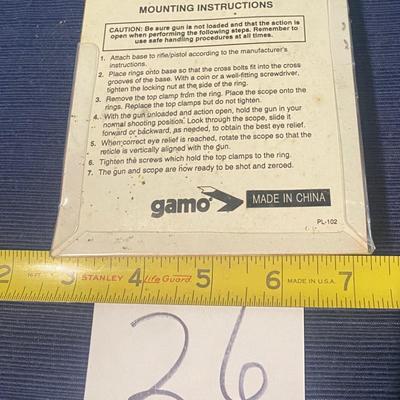 MOUNTING INSTRUCTIONS
CAUTION: Be sure gun is not loaded and that the action is
open when performing the following steps. Remember to
use safe handling procedures at all times.
1. Attach base to rifle/pistol according to the manufacturer's
instructions.
2. Place rings onto base so that the cross bolts fit into the cross
grooves of the base. With a coin or a well-fitting screwdriver,
tighten the locking nut at the side of the ring.
3. Remove the top clamp from the ring. Place the scope onto the
rings. Replace the top clamps but do not tighten.
4. With the gun unloaded and action open, hold the gun in your
normal shooting position. Look through the scope, slide it
forward or backward, as needed, to obtain the best eye relief.
5. When correct eye relief is reached, rotate the scope so that the
reticle is vertically aligned with the gun.
6. Tighten the screws which hold the top clamps to the ring.
7. The gun and scope are now ready to be shot and zeroed.
gamo MADE IN CHINA
PL-102
2 16FT 3 STANLEY LifeGuard 4 5 6 MADE IN U.S.A. 7
26